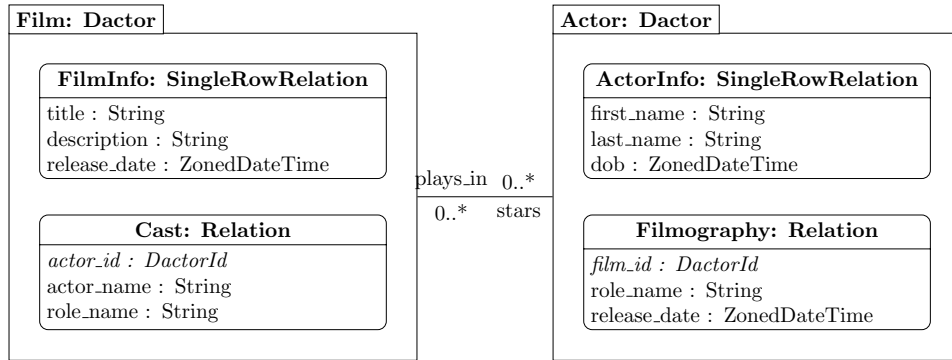 Film: Dactor
FilmInfo: SingleRowRelation
title : String
description : String
release_date : ZonedDateTime
Cast: Relation
actor_id : DactorId
actor_name : String
role_name : String
plays_in 0..*
0..* stars
Actor: Dactor
ActorInfo: SingleRowRelation
first_name : String
last_name : String
dob : ZonedDateTime
Filmography: Relation
film_id : DactorId
role_name : String
release_date : ZonedDateTime